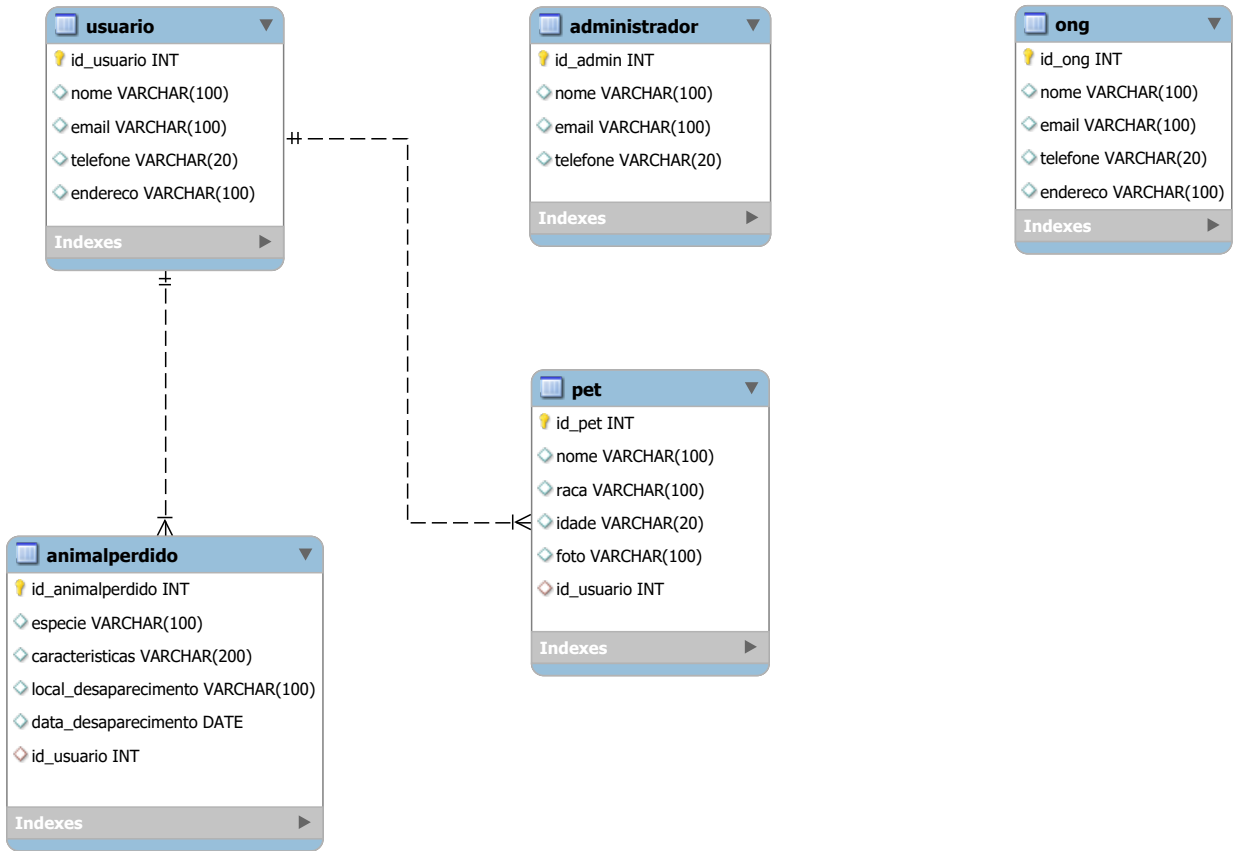 usuario
id_usuario INT
nome VARCHAR(100)
email VARCHAR(100)
telefone VARCHAR(20)
endereco VARCHAR(100)
Indexes
administrador
id_admin INT
nome VARCHAR(100)
email VARCHAR(100)
telefone VARCHAR(20)
Indexes
ong
id_ong INT
nome VARCHAR(100)
email VARCHAR(100)
telefone VARCHAR(20)
endereco VARCHAR(100)
Indexes
pet
id_pet INT
nome VARCHAR(100)
raca VARCHAR(100)
idade VARCHAR(20)
foto VARCHAR(100)
id_usuario INT
Indexes
animalperdido
id_animalperdido INT
especie VARCHAR(100)
caracteristicas VARCHAR(200)
local_desaparecimento VARCHAR(100)
data_desaparecimento DATE
id_usuario INT
Indexes